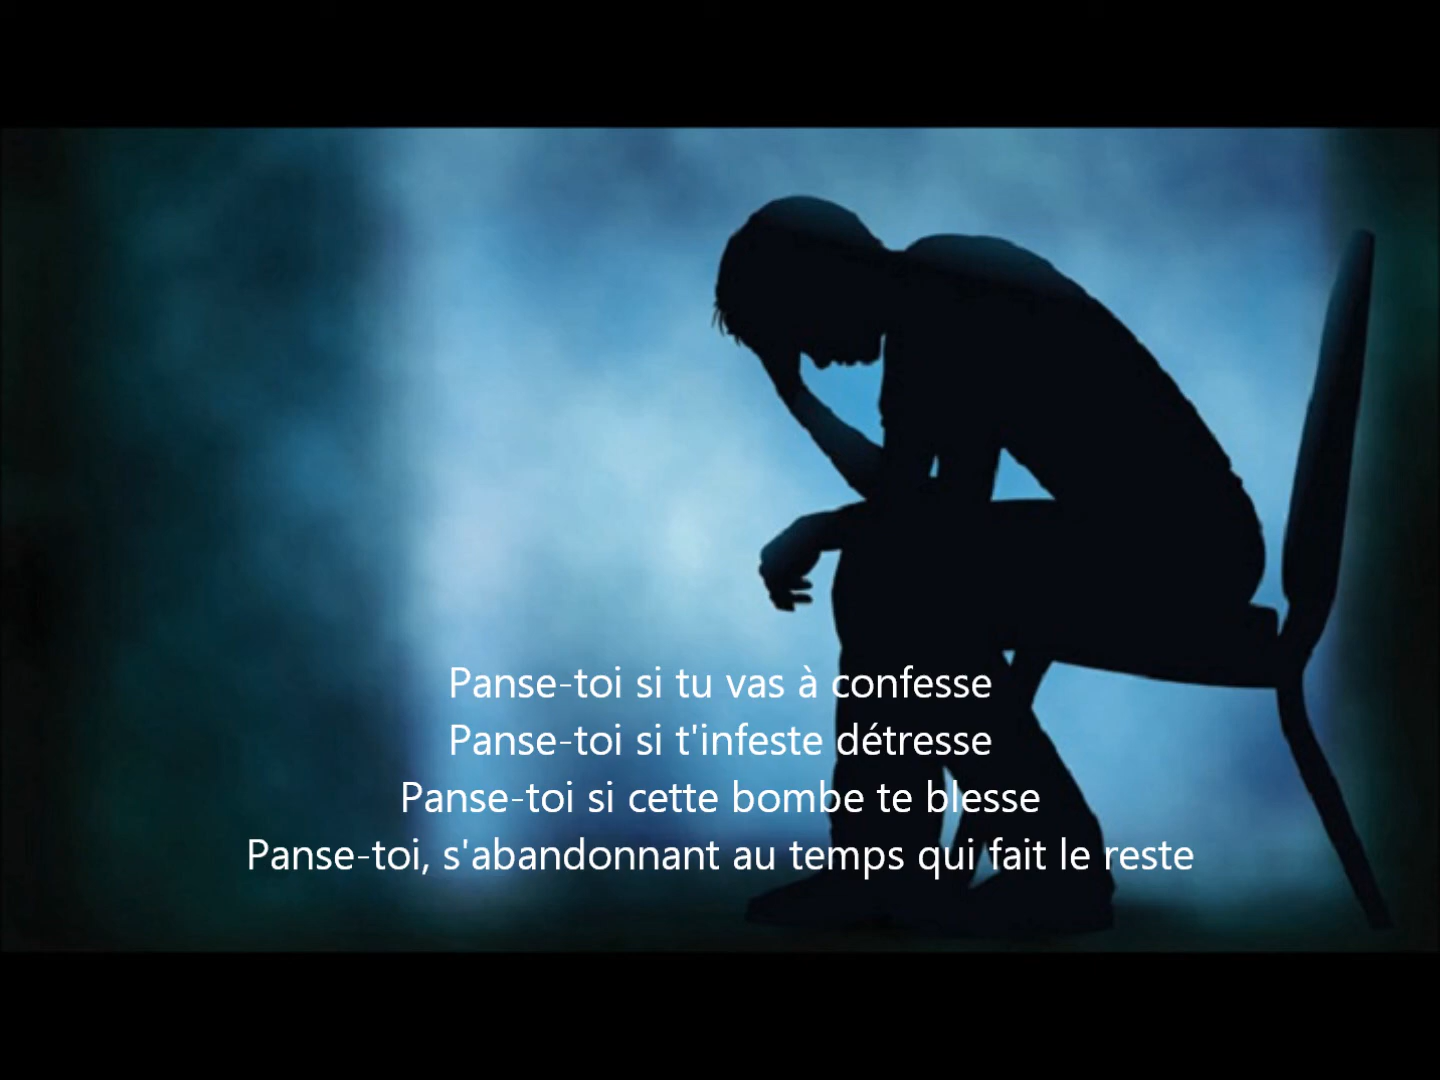 Panse-toi si tu vas à confesse
Panse-toi si t'infeste détresse
Panse-toi si cette bombe te blesse
Panse-toi, s'abandonnant au temps qui fait le reste